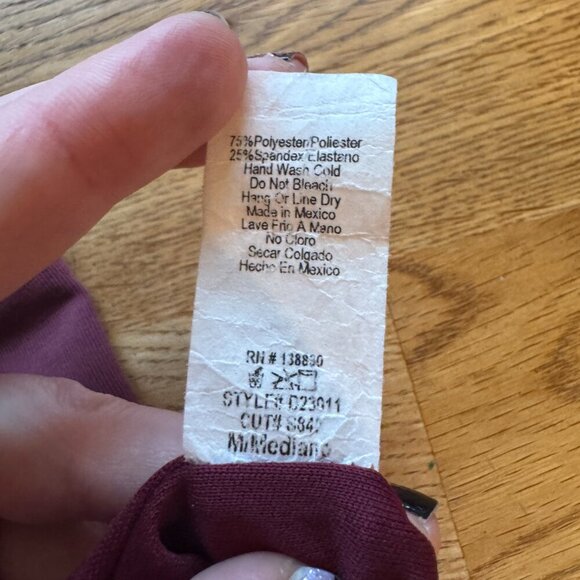 75%Polyester/Poliester
25%Spandex Elastano
Hand Wash Cold
Do Not Bleach
Hang Or Line Dry
Made in Mexico
Lave Frio A Mano
No Cloro
Secar Colgado
Hecho En Mexico
RN #
STYLE# D23011
CUT#
M/Mediano